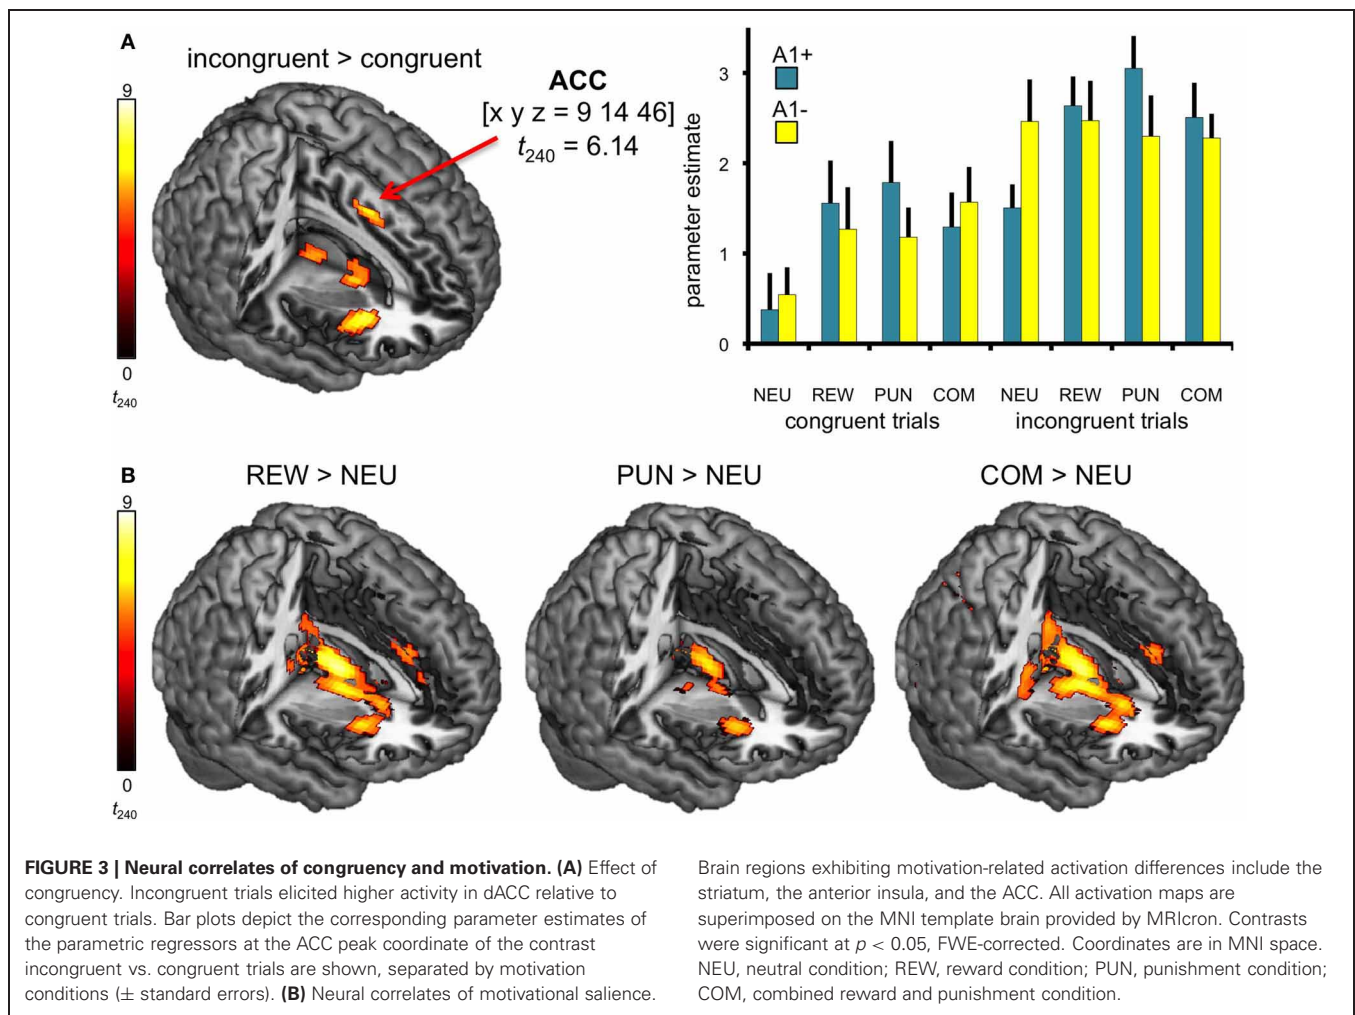 A
incongruent > congruent
9
0
t240
ACC
[x y z = 9 14 46]
t240 = 6.14
A1+
A1-
parameter estimate
3
2
1
0
NEU REW PUN COM NEU REW PUN COM
congruent trials incongruent trials
B
REW > NEU PUN > NEU COM > NEU
9
0
t240
FIGURE 3 | Neural correlates of congruency and motivation. (A) Effect of
congruency. Incongruent trials elicited higher activity in dACC relative to
congruent trials. Bar plots depict the corresponding parameter estimates of
the parametric regressors at the ACC peak coordinate of the contrast
incongruent vs. congruent trials are shown, separated by motivation
conditions (± standard errors). (B) Neural correlates of motivational salience.
Brain regions exhibiting motivation-related activation differences include the
striatum, the anterior insula, and the ACC. All activation maps are
superimposed on the MNI template brain provided by MRIcron. Contrasts
were significant at p < 0.05, FWE-corrected. Coordinates are in MNI space.
NEU, neutral condition; REW, reward condition; PUN, punishment condition;
COM, combined reward and punishment condition.